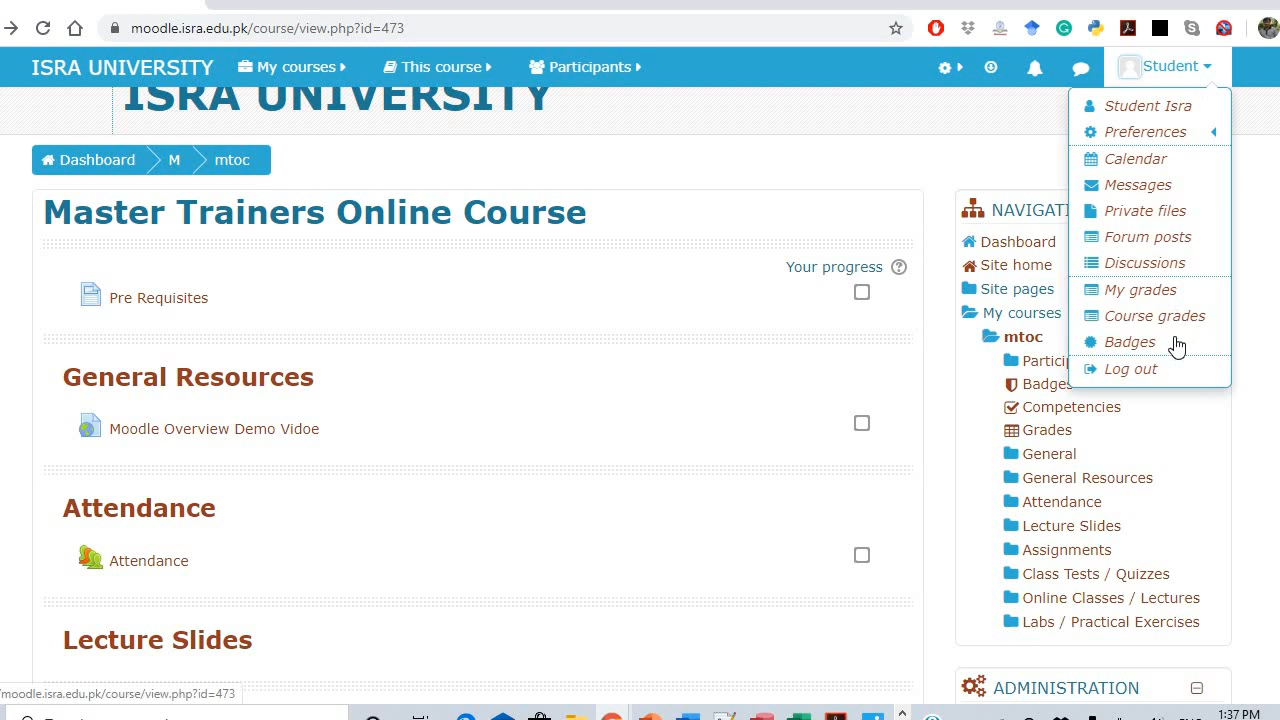 moodle.isra.edu.pk/course/view.php?id=473
ISRA UNIVERSITY
My courses
This course
Participants
Student
ISRA UNIVERSITY
Student Isra
Preferences
Calendar
Messages
Private files
Forum posts
Discussions
My grades
Course grades
Badges
Log out
Dashboard
M
mtoc
Master Trainers Online Course
Your progress
Pre Requisites
General Resources
Moodle Overview Demo Vidoe
Attendance
Attendance
Lecture Slides
NAVIGATI
Dashboard
Site home
Site pages
My courses
mtoc
Particip
Badges
Competencies
Grades
General
General Resources
Attendance
Lecture Slides
Assignments
Class Tests / Quizzes
Online Classes / Lectures
Labs / Practical Exercises
ADMINISTRATION
/moodle.isra.edu.pk/course/view.php?id=473
1:37 PM